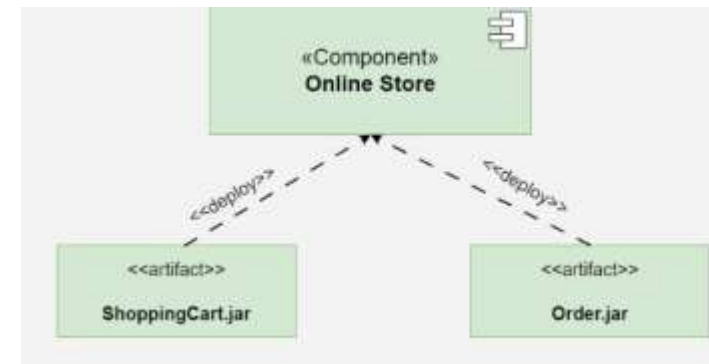 «Component»
Online Store
<<deploy>>
<<deploy>>
<<artifact>>
ShoppingCart.jar
<<artifact>>
Order.jar